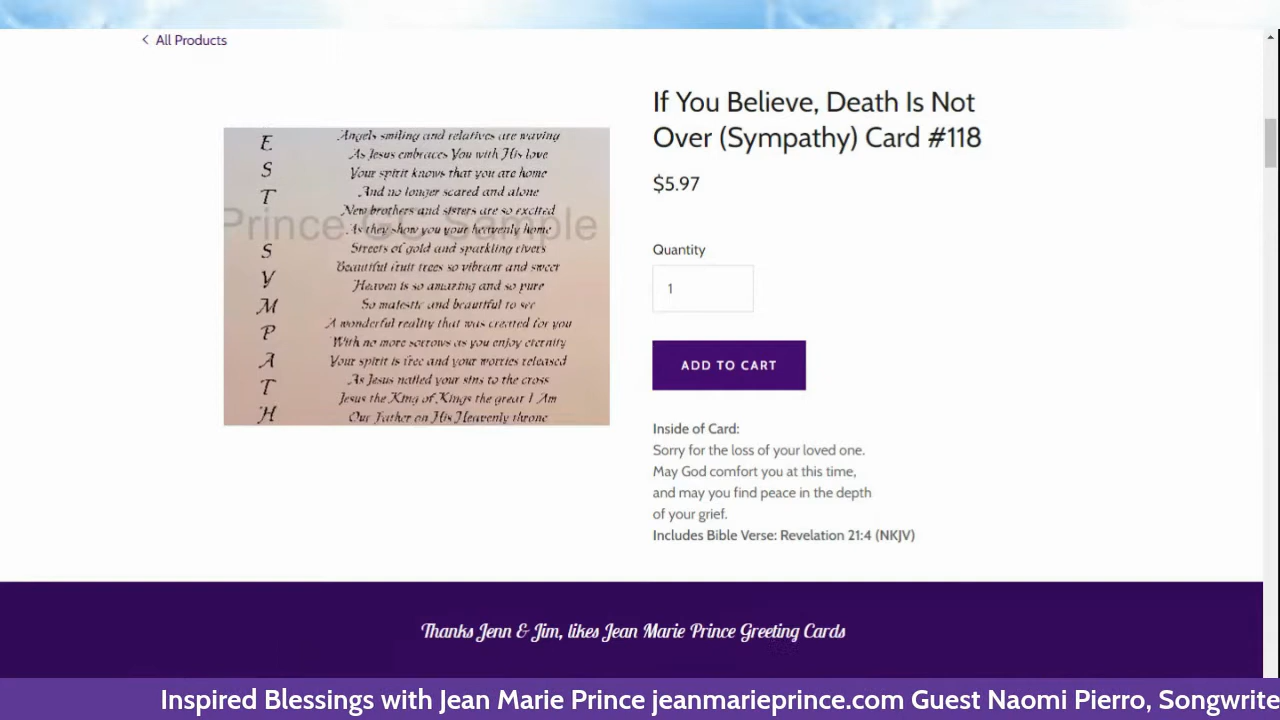 All Products
If You Believe, Death Is Not
Over (Sympathy) Card #118
$5.97
Quantity
1
ADD TO CART
Inside of Card:
Sorry for the loss of your loved one.
May God comfort you at this time,
and may you find peace in the depth
of your grief.
Includes Bible Verse: Revelation 21:4 (NKJV)
E
S
T
S
Y
M
P
A
T
H
Angels smiling and relatives are waving
As Jesus embraces You with His love
Your spirit knows that you are home
And no longer scared and alone
New brothers and sisters are so excited
As they show you your heavenly home
Streets of gold and sparkling rivers
Beautiful fruit trees so vibrant and sweet
Heaven is so amazing and so pure
So majestic and beautiful to see
A wonderful reality that was created for you
With no more sorrows as you enjoy eternity
Your spirit is free and your worries released
As Jesus nailed your sins to the cross
Jesus the King of Kings the great I Am
Our Father on His Heavenly throne
Prince GC Sample
Thanks Jenn & Jim, likes Jean Marie Prince Greeting Cards
Inspired Blessings with Jean Marie Prince jeanmarieprince.com Guest Naomi Pierro, Songwrite